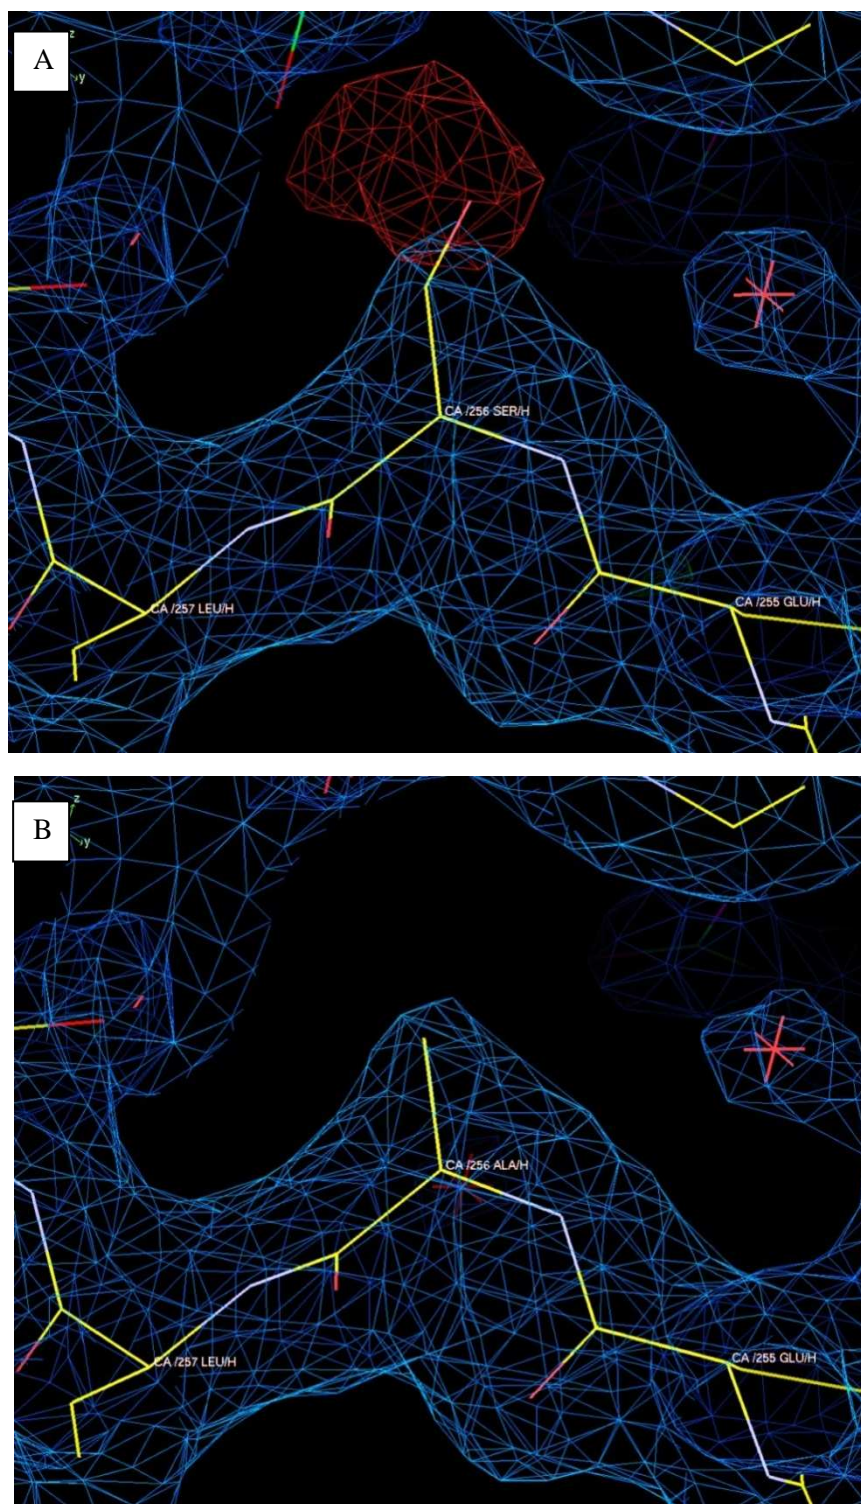 A
z
y
CA /256 SER/H
CA /257 LEU/H
CA /255 GLU/H
B
z
y
CA /256 ALA/H
CA /257 LEU/H
CA /255 GLU/H